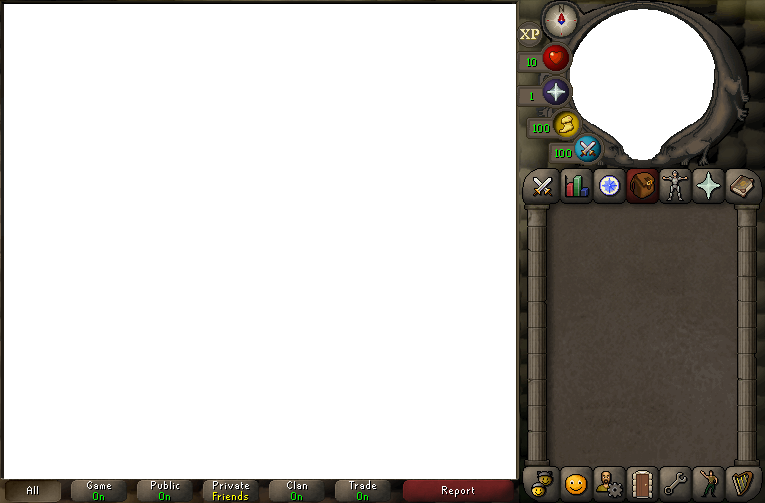 N
XP
10
1
100
100
All
Game
On
Public
On
Private
Friends
Clan
On
Trade
On
Report